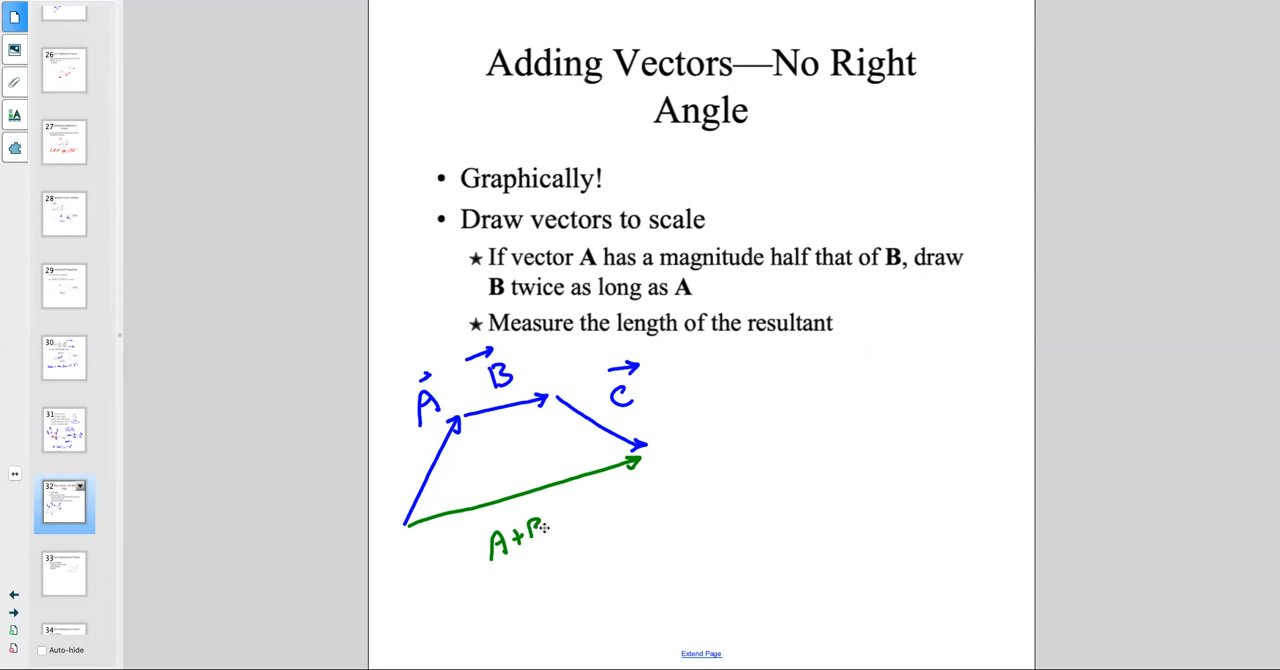 26
27
28
29
30
31
32
33
34
Auto-hide
Adding Vectors—No Right
Angle
• Graphically!
• Draw vectors to scale
★ If vector A has a magnitude half that of B, draw
B twice as long as A
★ Measure the length of the resultant
A
B
C
A+B
Extend Page